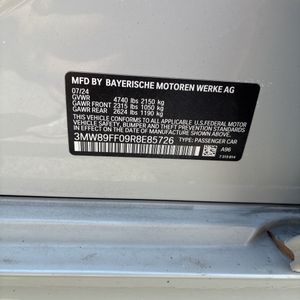 MFD BY BAYERISCHE MOTOREN WERKE AG
07/24
GVWR 4740 lbs 2150 kg
GAWR FRONT 2315 lbs 1050 kg
GAWR REAR 2624 lbs 1190 kg
THIS VEHICLE CONFORMS TO ALL APPLICABLE U.S. FEDERAL MOTOR
VEHICLE SAFETY, BUMPER, AND THEFT PREVENTION STANDARDS IN
EFFECT ON THE DATE OF MANUFACTURE SHOWN ABOVE.
3MWB9FF09R8E85726 TYPE: PASSENGER CAR
A96